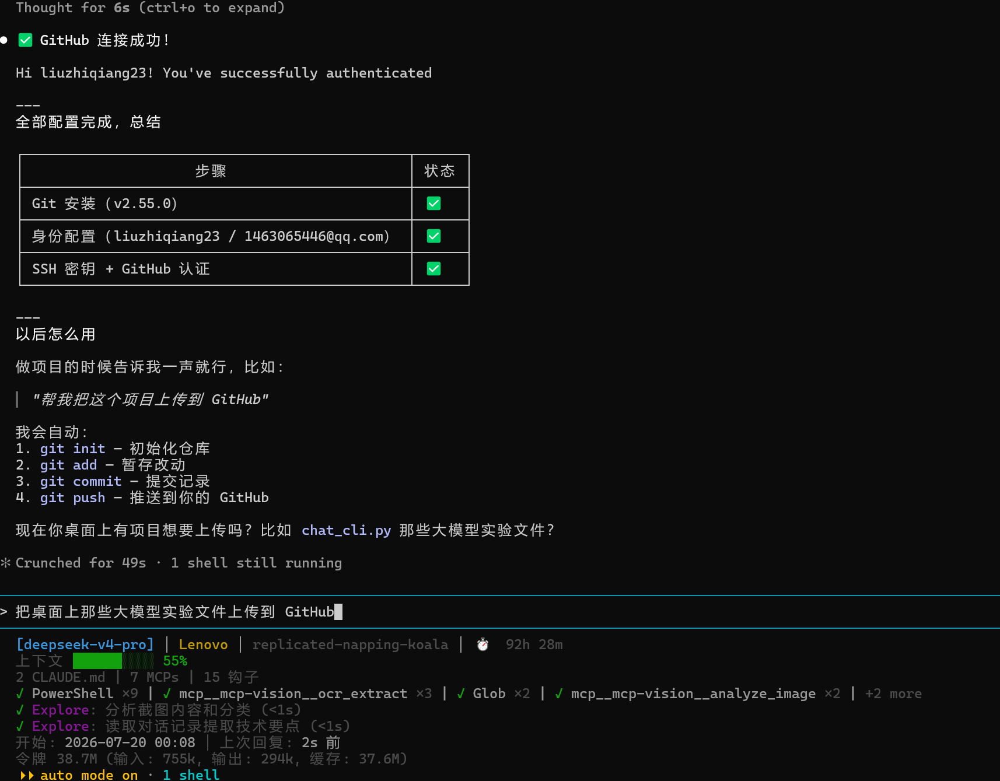 Thought for 6s (ctrl+o to expand)
● ✅ GitHub 连接成功!
Hi liuzhiqiang23! You've successfully authenticated
---
全部配置完成, 总结
步骤 状态
Git 安装 (v2.55.0) ✅
身份配置 (liuzhiqiang23 / 1463065446@qq.com) ✅
SSH 密钥 + GitHub 认证 ✅
---
以后怎么用
做项目的时候告诉我一声就行, 比如:
"帮我把这个项目上传到 GitHub"
我会自动:
1. git init — 初始化仓库
2. git add — 暂存改动
3. git commit — 提交记录
4. git push — 推送到你的 GitHub
现在你桌面上有项目想要上传吗? 比如 chat_cli.py 那些大模型实验文件?
✻ Crunched for 49s · 1 shell still running
> 把桌面上那些大模型实验文件上传到 GitHub
[deepseek-v4-pro] │ Lenovo │ replicated-napping-koala │ ⏱️ 92h 28m
上下文 55%
2 CLAUDE.md | 7 MCPs | 15 钩子
✓ PowerShell ×9 | ✓ mcp__mcp-vision__ocr_extract ×3 | ✓ Glob ×2 | ✓ mcp__mcp-vision__analyze_image ×2 | +2 more
✓ Explore: 分析截图内容和分类 (<1s)
✓ Explore: 读取对话记录提取技术要点 (<1s)
开始: 2026-07-20 00:08 │ 上次回复: 2s 前
令牌 38.7M (输入: 755k, 输出: 294k, 缓存: 37.6M)
⏵⏵ auto mode on · 1 shell